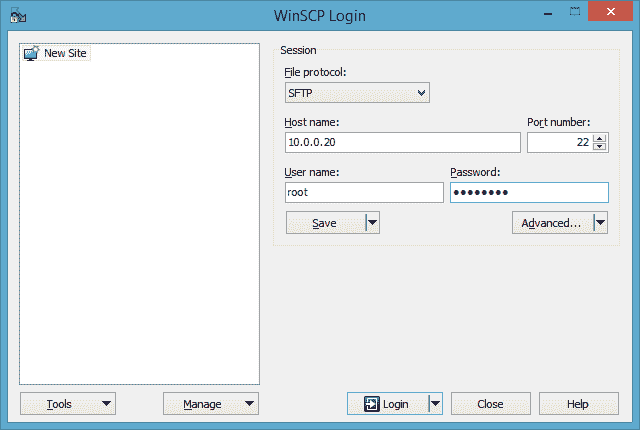 WinSCP Login
New Site
Session
File protocol:
SFTP
Host name:
Port number:
10.0.0.20
22
User name:
Password:
root
••••••••
Save
Advanced...
Tools
Manage
Login
Close
Help